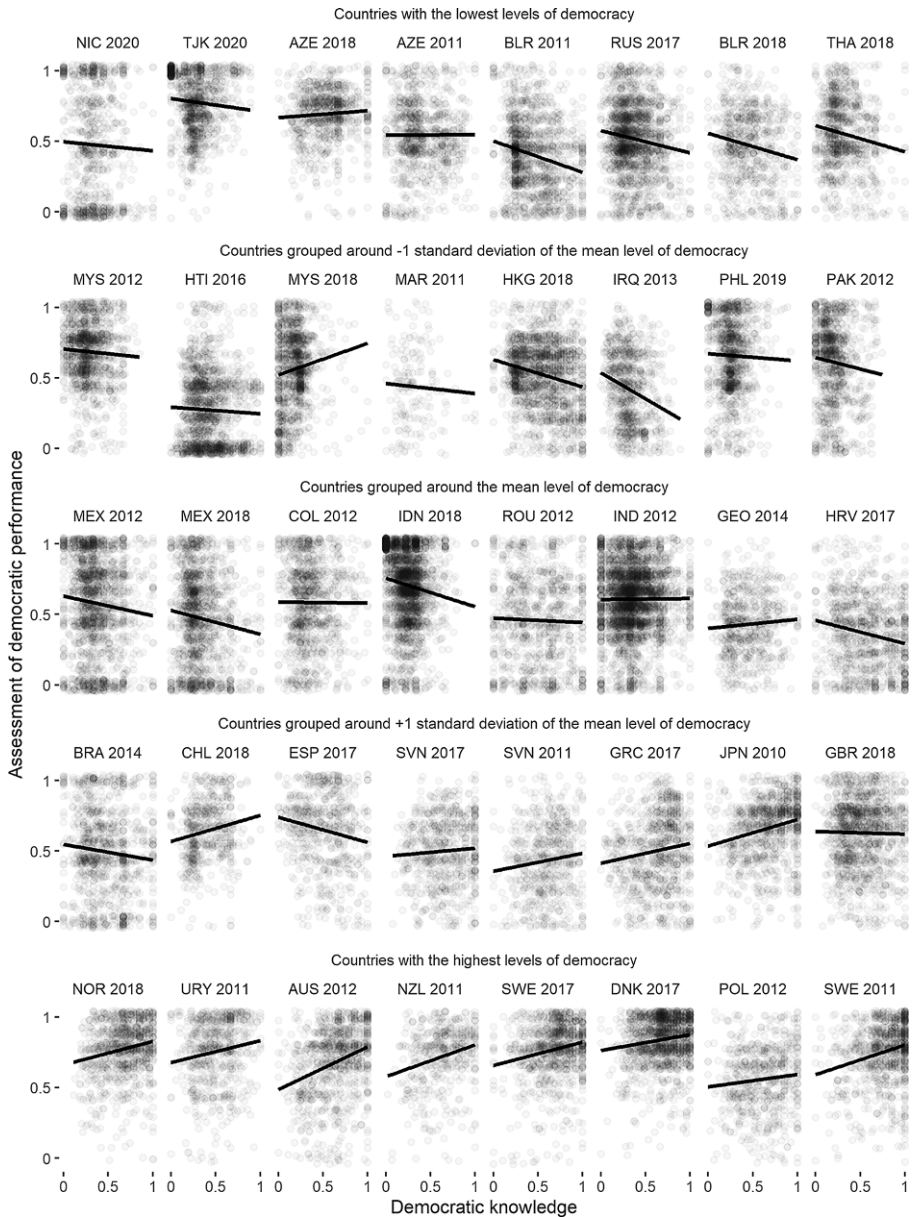 Countries with the lowest levels of democracy
NIC 2020 TJK 2020 AZE 2018 AZE 2011 BLR 2011 RUS 2017 BLR 2018 THA 2018
1
0.5
0
Countries grouped around -1 standard deviation of the mean level of democracy
MYS 2012 HTI 2016 MYS 2018 MAR 2011 HKG 2018 IRQ 2013 PHL 2019 PAK 2012
1
0.5
0
Assessment of democratic performance
Countries grouped around the mean level of democracy
MEX 2012 MEX 2018 COL 2012 IDN 2018 ROU 2012 IND 2012 GEO 2014 HRV 2017
1
0.5
0
Countries grouped around +1 standard deviation of the mean level of democracy
BRA 2014 CHL 2018 ESP 2017 SVN 2017 SVN 2011 GRC 2017 JPN 2010 GBR 2018
1
0.5
0
Countries with the highest levels of democracy
NOR 2018 URY 2011 AUS 2012 NZL 2011 SWE 2017 DNK 2017 POL 2012 SWE 2011
1
0.5
0
0 0.5 1 0 0.5 1 0 0.5 1 0 0.5 1 0 0.5 1 0 0.5 1 0 0.5 1 0 0.5 1
Democratic knowledge